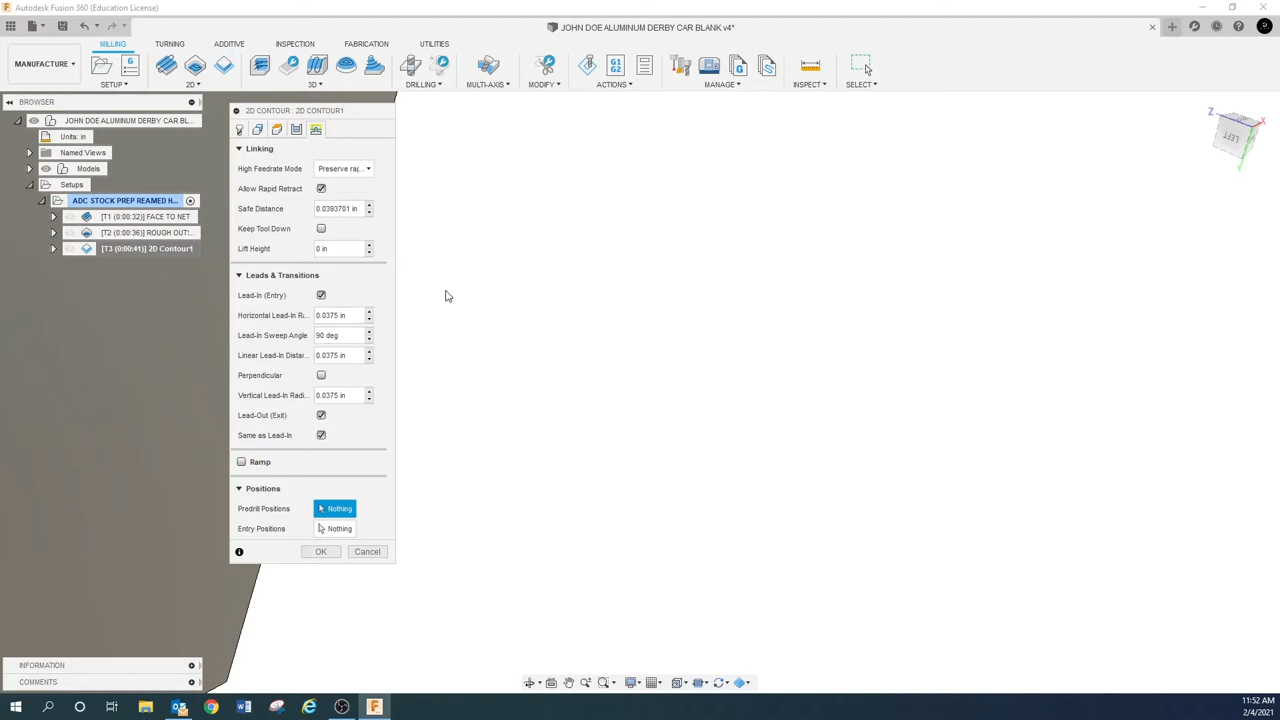 Autodesk Fusion 360 (Education License)
JOHN DOE ALUMINUM DERBY CAR BLANK v4*
MILLING TURNING ADDITIVE INSPECTION FABRICATION UTILITIES
MANUFACTURE
SETUP 2D 3D DRILLING MULTI-AXIS MODIFY ACTIONS MANAGE INSPECT SELECT
BROWSER
JOHN DOE ALUMINUM DERBY CAR BL...
Units: in
Named Views
Models
Setups
ADC STOCK PREP REAMED H...
[T1 (0:00:32)] FACE TO NET
[T2 (0:00:36)] ROUGH OUT:
[T3 (0:00:41)] 2D Contour1
2D CONTOUR : 2D CONTOUR1
Linking
High Feedrate Mode Preserve rap...
Allow Rapid Retract
Safe Distance 0.0393701 in
Keep Tool Down
Lift Height 0 in
Leads & Transitions
Lead-In (Entry)
Horizontal Lead-In R... 0.0375 in
Lead-In Sweep Angle 90 deg
Linear Lead-In Distan... 0.0375 in
Perpendicular
Vertical Lead-In Radi... 0.0375 in
Lead-Out (Exit)
Same as Lead-In
Ramp
Positions
Predrill Positions Nothing
Entry Positions Nothing
OK Cancel
Z X
LEFT
Y
G1
G2
G
G
INFORMATION
COMMENTS
11:52 AM
2/4/2021